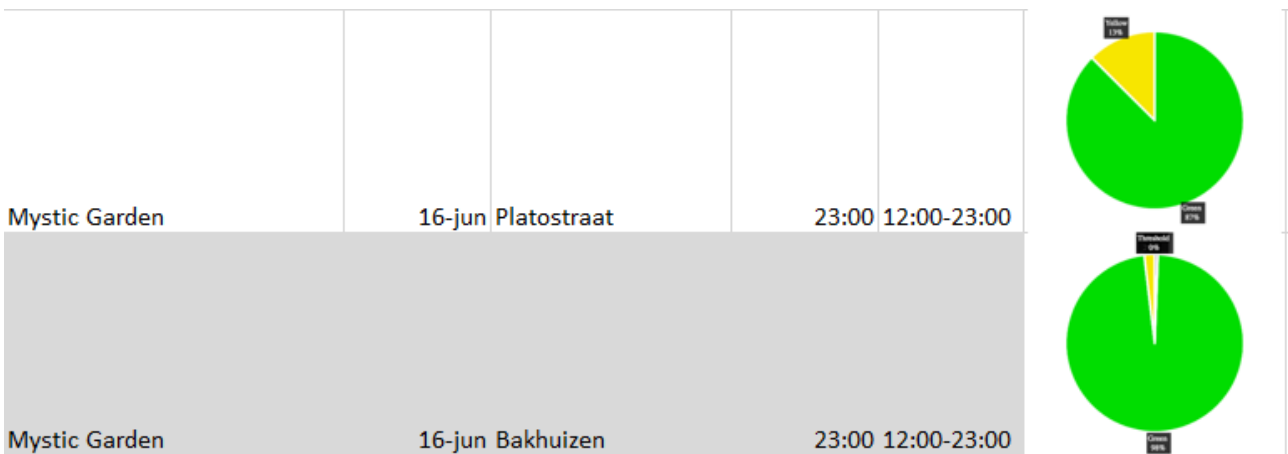 Yellow
13%
Green
87%
Mystic Garden 16-jun Platostraat 23:00 12:00-23:00
Threshold
0%
Green
98%
Mystic Garden 16-jun Bakhuizen 23:00 12:00-23:00